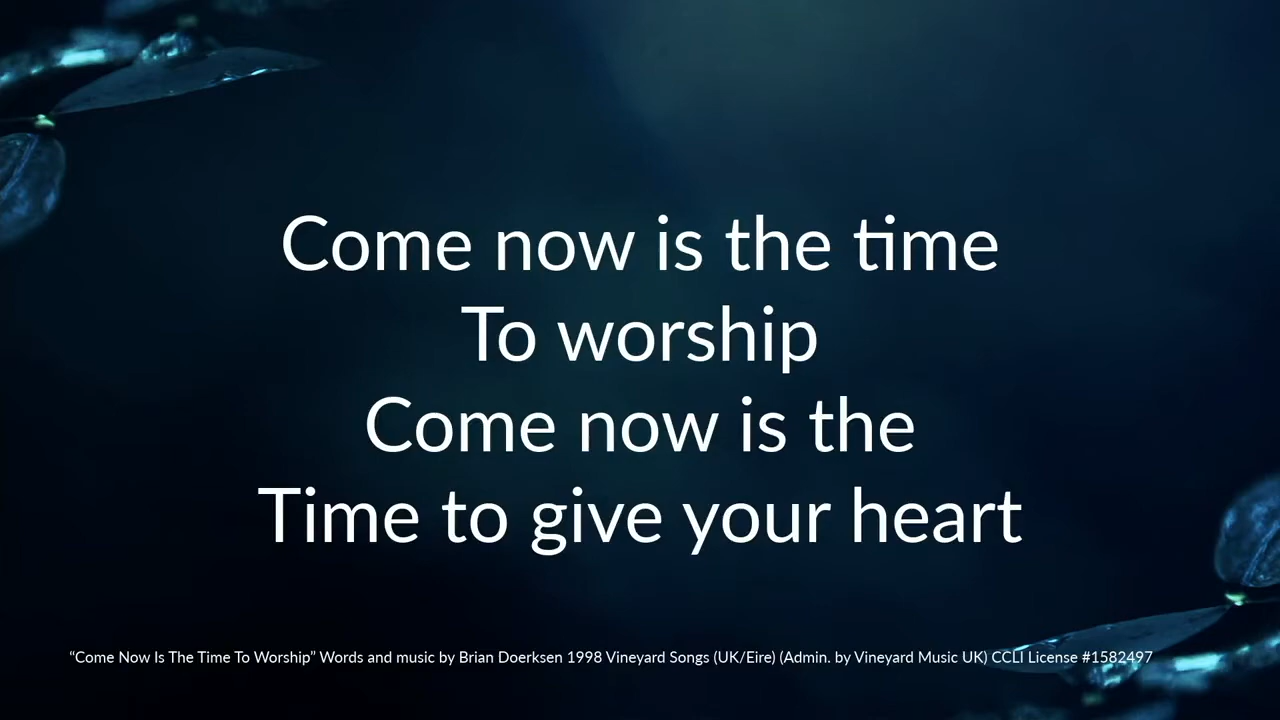 Come now is the time
To worship
Come now is the
Time to give your heart
“Come Now Is The Time To Worship” Words and music by Brian Doerksen 1998 Vineyard Songs (UK/Eire) (Admin. by Vineyard Music UK) CCLI License #1582497